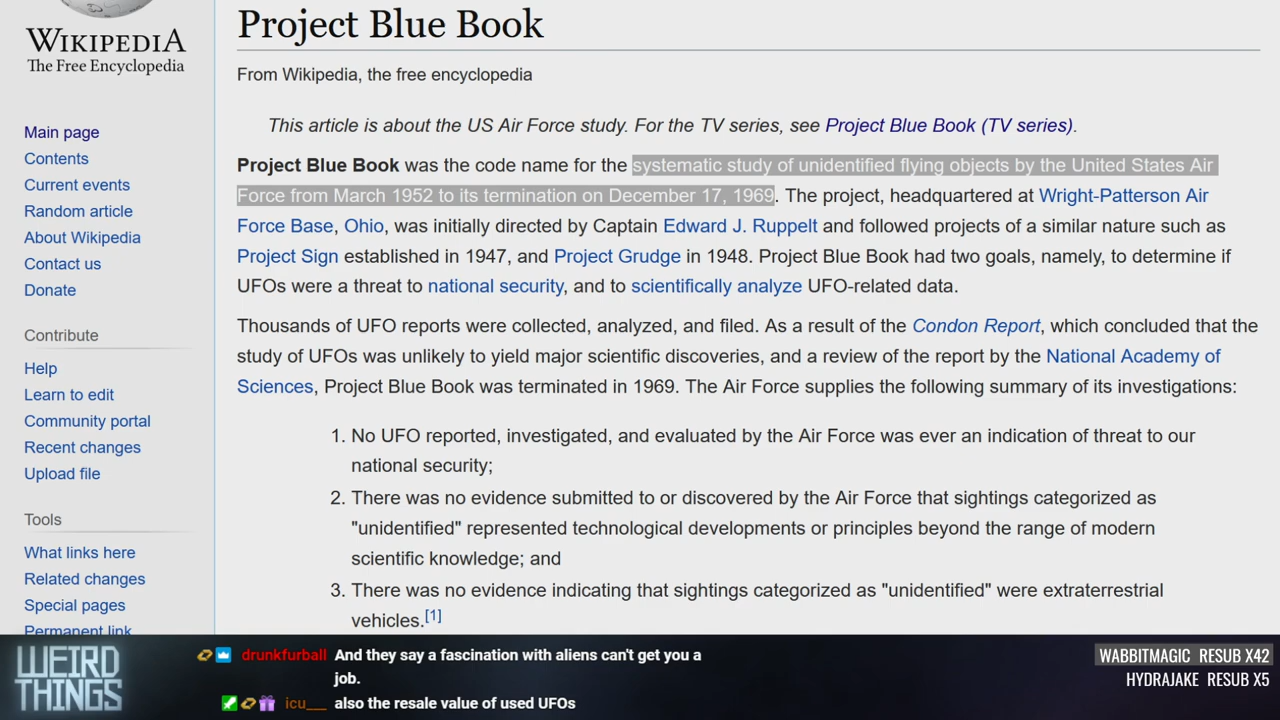 WIKIPEDIA
The Free Encyclopedia
Main page
Contents
Current events
Random article
About Wikipedia
Contact us
Donate
Contribute
Help
Learn to edit
Community portal
Recent changes
Upload file
Tools
What links here
Related changes
Special pages
Permanent link
Project Blue Book
From Wikipedia, the free encyclopedia
This article is about the US Air Force study. For the TV series, see Project Blue Book (TV series).
Project Blue Book was the code name for the systematic study of unidentified flying objects by the United States Air
Force from March 1952 to its termination on December 17, 1969. The project, headquartered at Wright-Patterson Air
Force Base, Ohio, was initially directed by Captain Edward J. Ruppelt and followed projects of a similar nature such as
Project Sign established in 1947, and Project Grudge in 1948. Project Blue Book had two goals, namely, to determine if
UFOs were a threat to national security, and to scientifically analyze UFO-related data.
Thousands of UFO reports were collected, analyzed, and filed. As a result of the Condon Report, which concluded that the
study of UFOs was unlikely to yield major scientific discoveries, and a review of the report by the National Academy of
Sciences, Project Blue Book was terminated in 1969. The Air Force supplies the following summary of its investigations:
1. No UFO reported, investigated, and evaluated by the Air Force was ever an indication of threat to our
national security;
2. There was no evidence submitted to or discovered by the Air Force that sightings categorized as
"unidentified" represented technological developments or principles beyond the range of modern
scientific knowledge; and
3. There was no evidence indicating that sightings categorized as "unidentified" were extraterrestrial
vehicles.[1]
WEIRD
THINGS
drunkfurball And they say a fascination with aliens can't get you a
job.
icu___ also the resale value of used UFOs
WABBITMAGIC RESUB X42
HYDRAJAKE RESUB X5